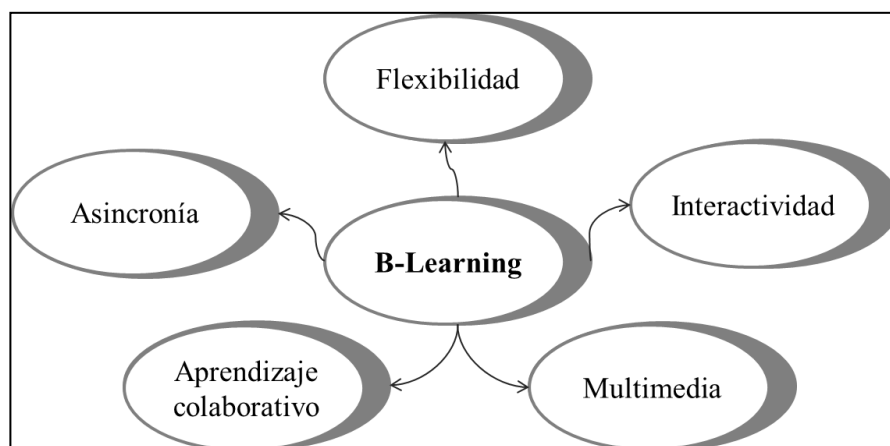 Flexibilidad
Asincronía
Interactividad
B-Learning
Aprendizaje
colaborativo
Multimedia